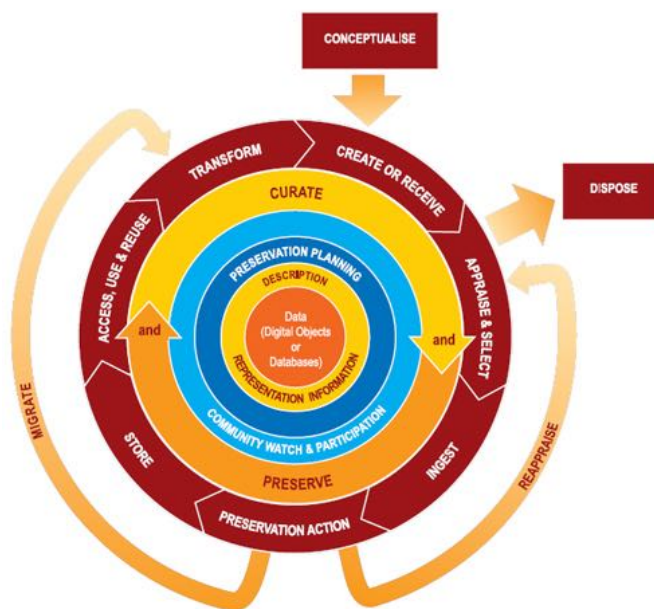 CONCEPTUALISE
DISPOSE
TRANSFORM
CREATE OR RECEIVE
APPRAISE & SELECT
INGEST
PRESERVATION ACTION
STORE
ACCESS, USE & REUSE
MIGRATE
REAPPRAISE
CURATE
and
PRESERVE
and
COMMUNITY WATCH & PARTICIPATION
PRESERVATION PLANNING
DESCRIPTION
REPRESENTATION INFORMATION
Data
(Digital Objects
or
Databases)